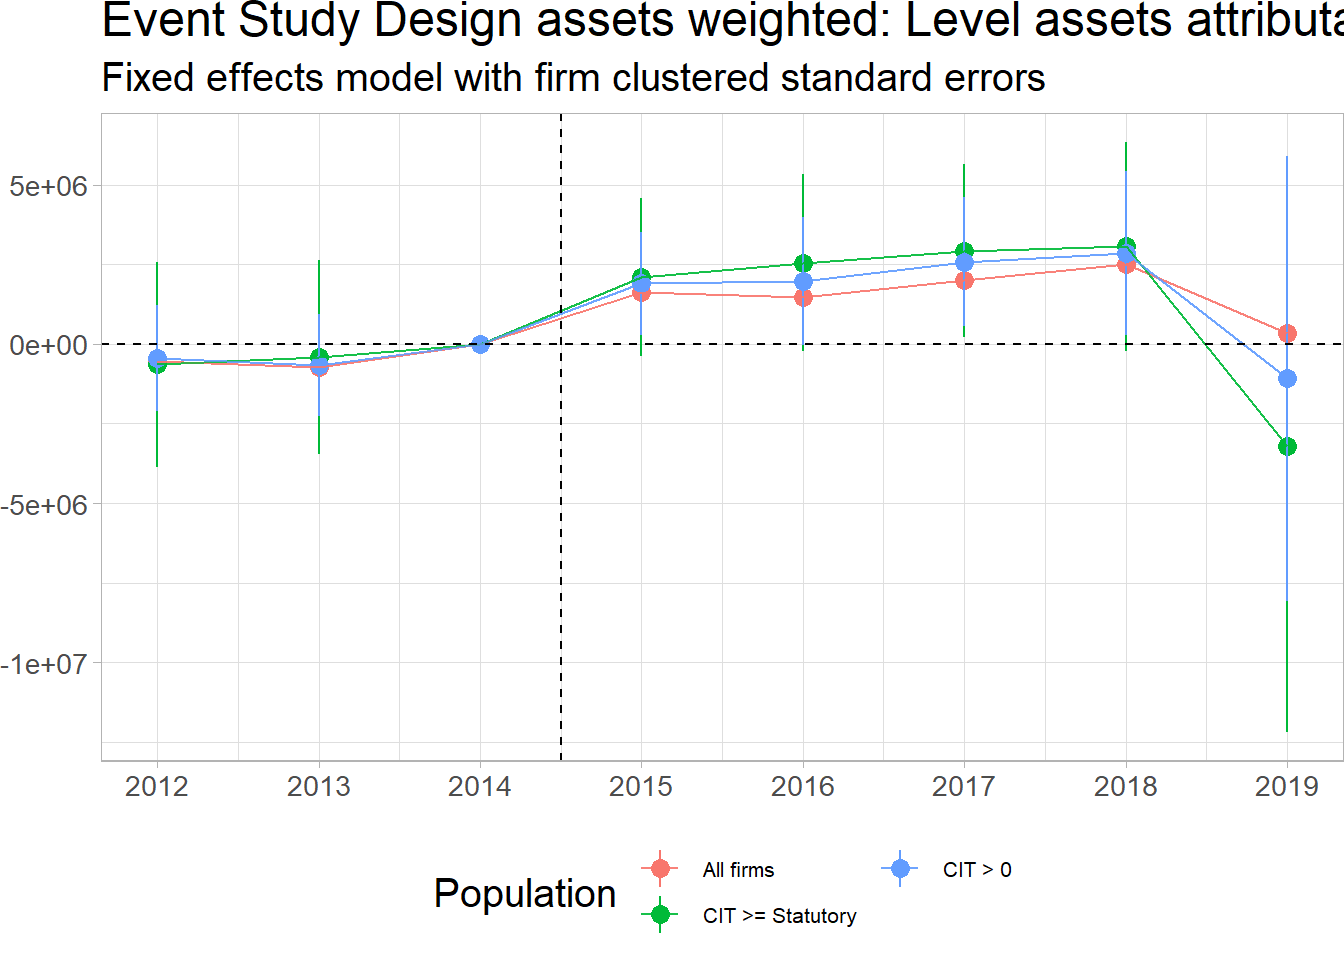 Event Study Design assets weighted: Level assets attributa
Fixed effects model with firm clustered standard errors
5e+06
0e+00
-5e+06
-1e+07
2012 2013 2014 2015 2016 2017 2018 2019
Population
All firms
CIT >= Statutory
CIT > 0